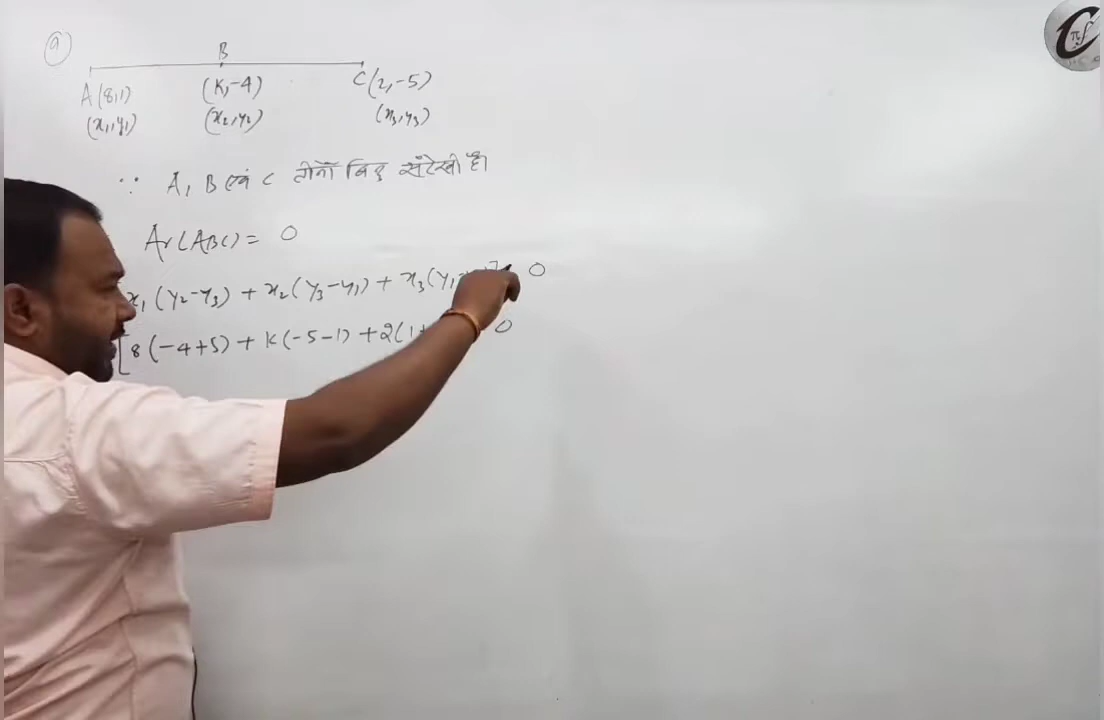 9
B
A(8,1) (K,-4) C(2,-5)
(x₁,y₁) (x₂,y₂) (x₃,y₃)
∵ A, B एवं C तीनों बिंदु संरेखी है।
Ar(ABC) = 0
x₁(y₂-y₃) + x₂(y₃-y₁) + x₃(y₁ 0
[8(-4+5) + K(-5-1) + 2(1+ 0